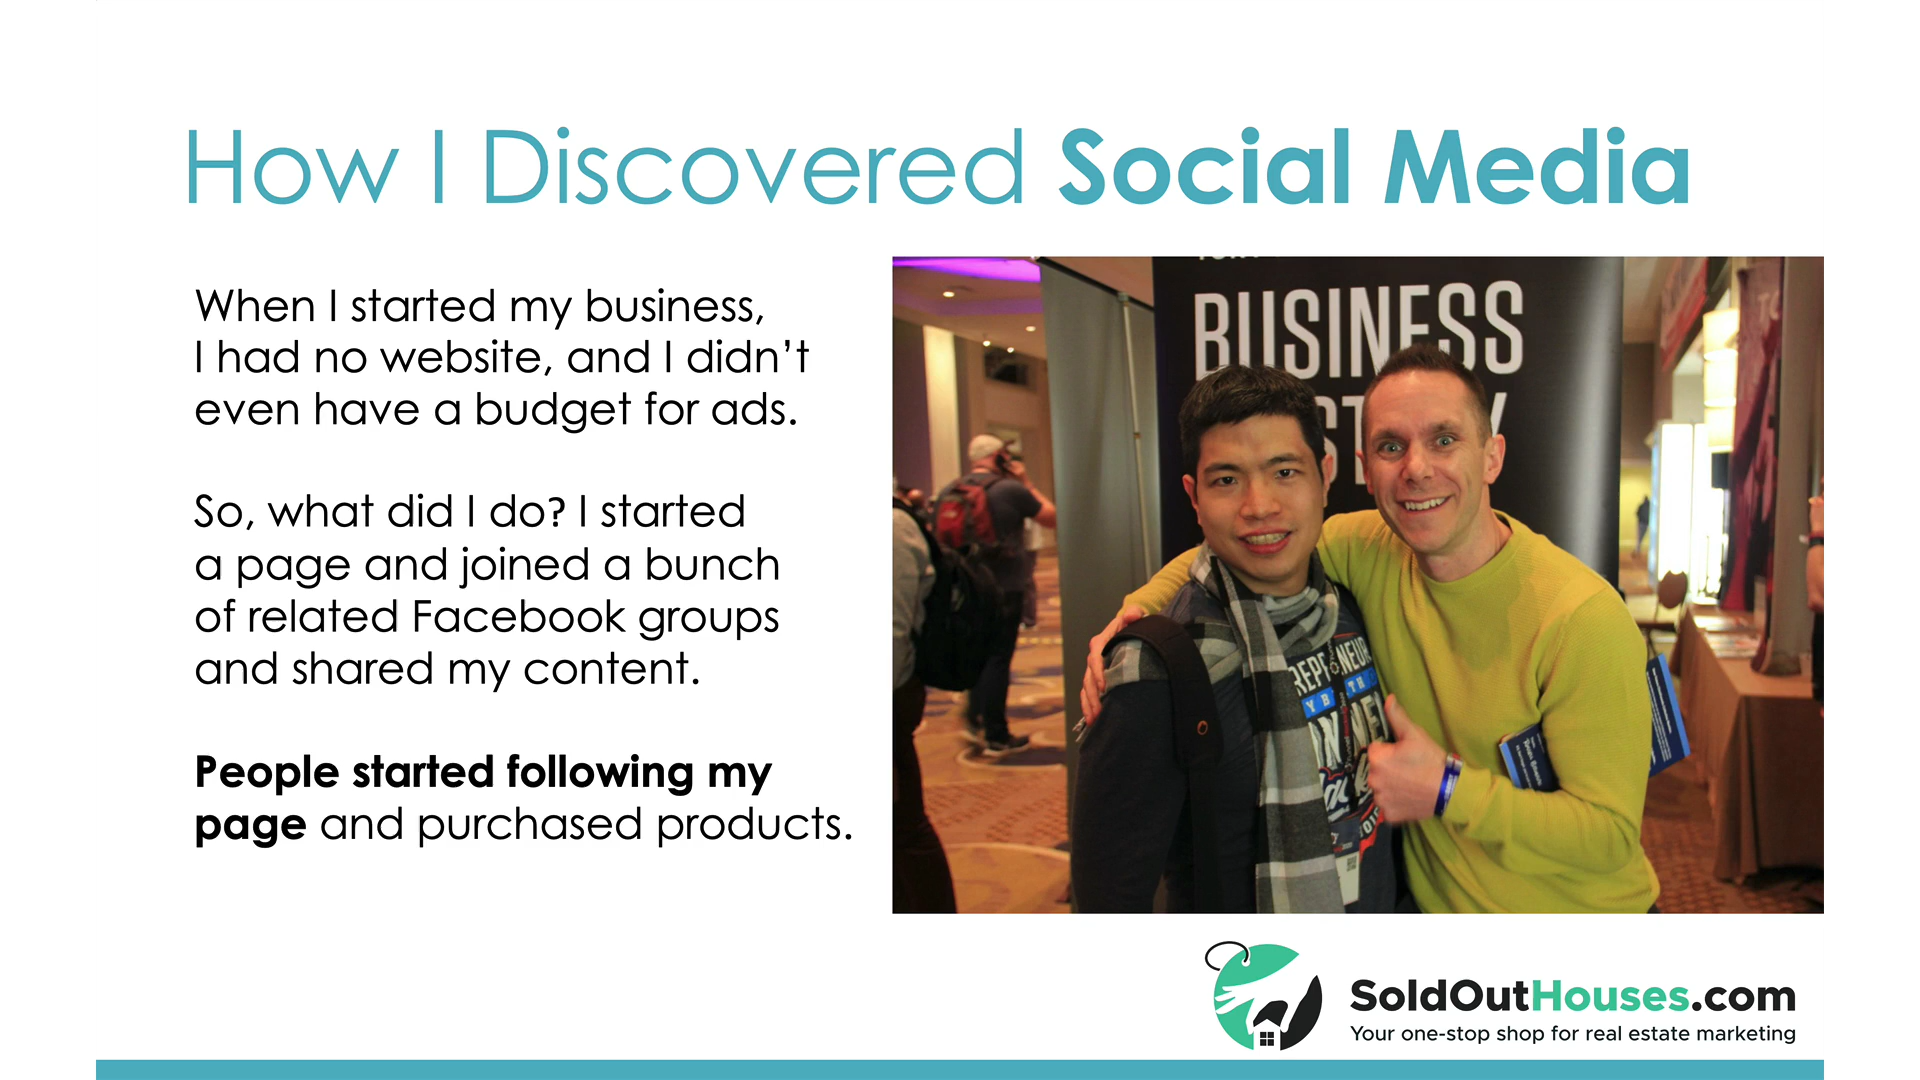 How I Discovered Social Media
When I started my business,
I had no website, and I didn’t
even have a budget for ads.
So, what did I do? I started
a page and joined a bunch
of related Facebook groups
and shared my content.
People started following my
page and purchased products.
BUSINESS
SoldOutHouses.com
Your one-stop shop for real estate marketing